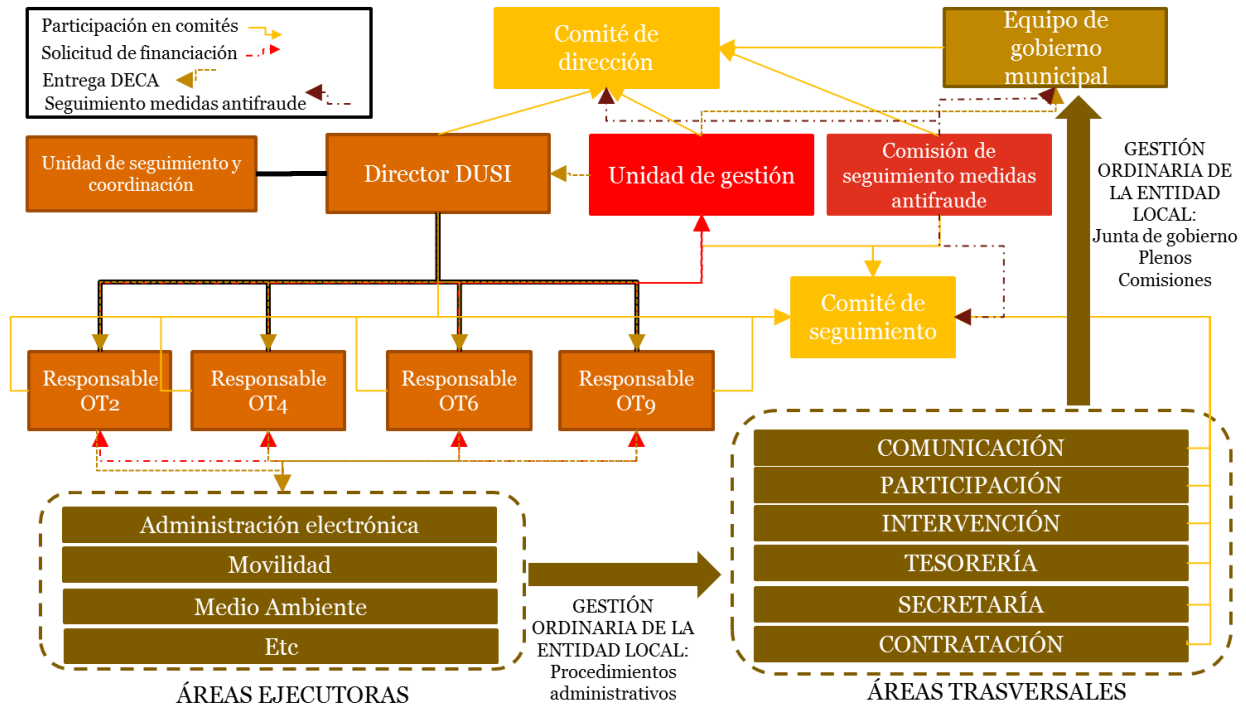 Participación en comités
Solicitud de financiación
Entrega DECA
Seguimiento medidas antifraude
Comité de
dirección
Equipo de
gobierno
municipal
Unidad de seguimiento y
coordinación
Director DUSI
Unidad de gestión
Comisión de
seguimiento medidas
antifraude
GESTIÓN
ORDINARIA DE
LA ENTIDAD
LOCAL:
Junta de gobierno
Plenos
Comisiones
Comité de
seguimiento
Responsable
OT2
Responsable
OT4
Responsable
OT6
Responsable
OT9
Administración electrónica
Movilidad
Medio Ambiente
Etc
ÁREAS EJECUTORAS
GESTIÓN
ORDINARIA DE LA
ENTIDAD LOCAL:
Procedimientos
administrativos
COMUNICACIÓN
PARTICIPACIÓN
INTERVENCIÓN
TESORERÍA
SECRETARÍA
CONTRATACIÓN
ÁREAS TRASVERSALES